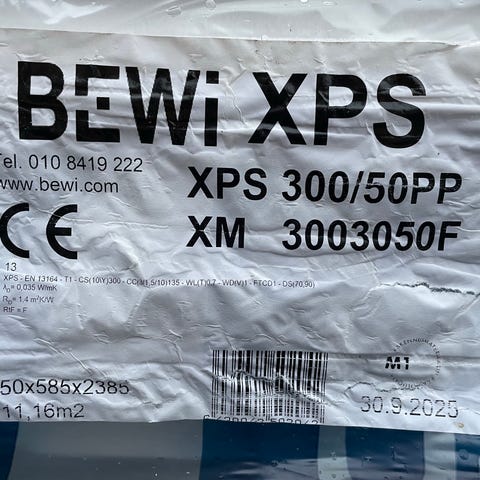 BEWi XPS
Tel. 010 8419 222
www.bewi.com
XPS 300/50PP
XM 3003050F
CE
13
XPS - EN 13164 - T1 - CS(10\Y)300 - CC(M1,5/10)135 - WL(T)0,7 - WD(V)1 - FTCD1 - DS(70,90)
λD= 0,035 W/mK
RD= 1.4 m²K/W
RtF = F
50x585x2385
11,16m2
M1
30.9.2025